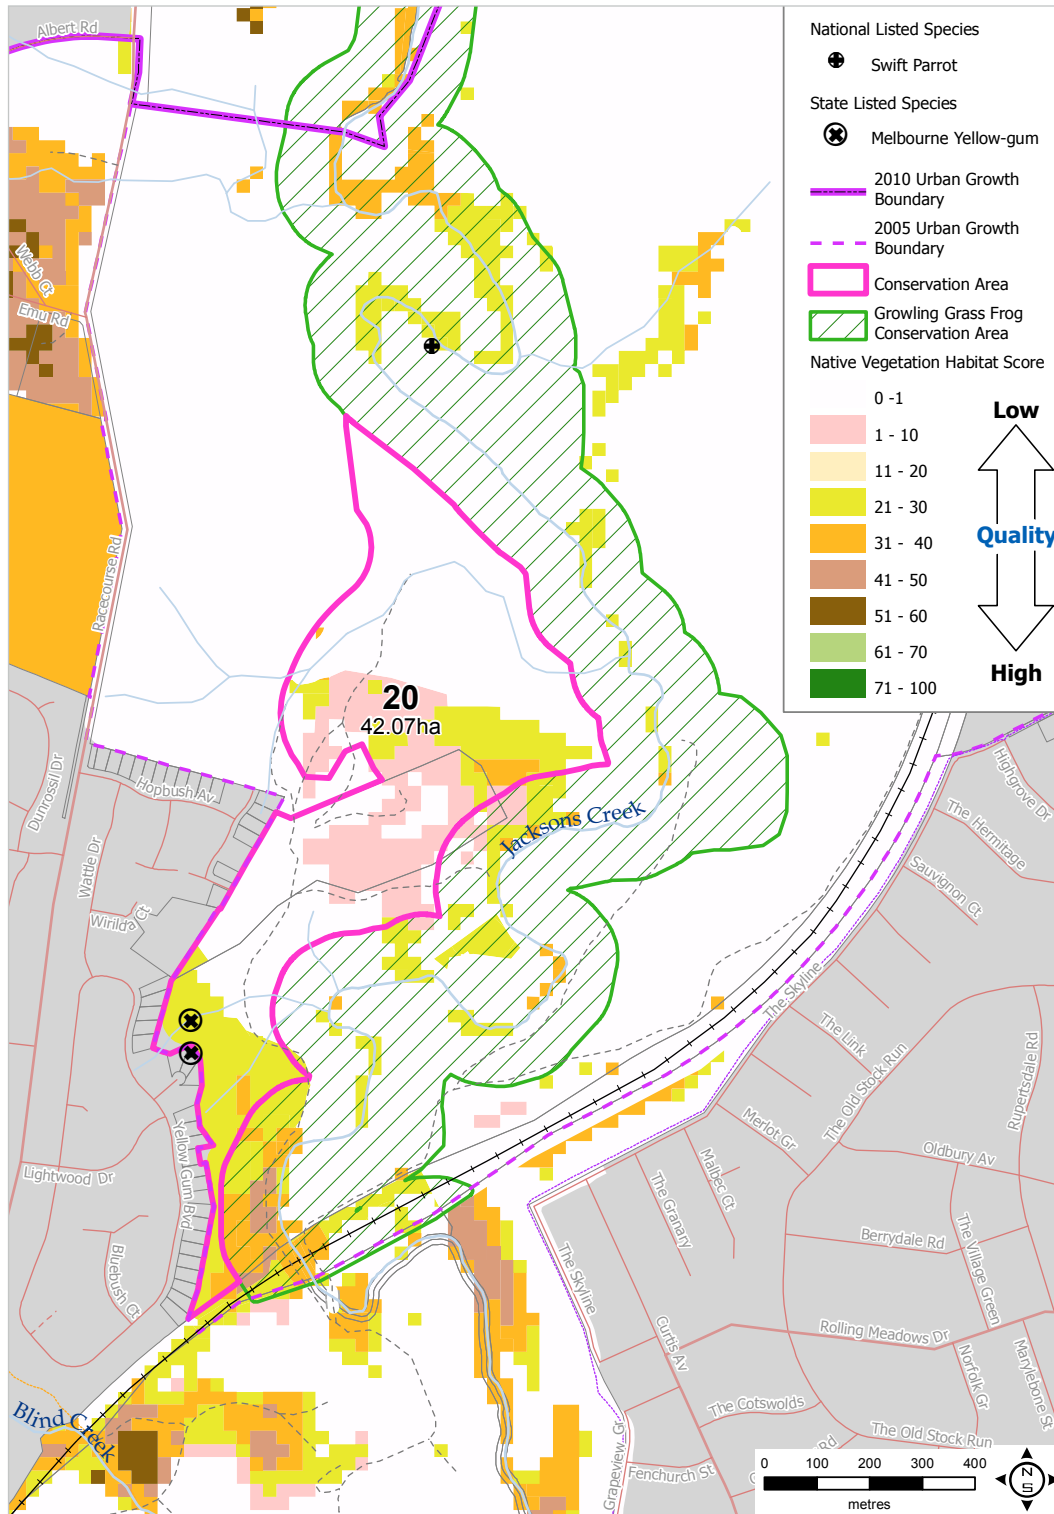 Albert Rd
Webb Ct
Emu Rd
Racecourse Rd
Dunrossil Dr
Hopbush Av
Wattle Dr
Wirilda Ct
Lightwood Dr
Yellow Gum Bvd
Bluebush Ct
Blind Creek
20
42.07ha
Jacksons Creek
National Listed Species
Swift Parrot
State Listed Species
Melbourne Yellow-gum
2010 Urban Growth
Boundary
2005 Urban Growth
Boundary
Conservation Area
Growling Grass Frog
Conservation Area
Native Vegetation Habitat Score
0 -1
1 - 10
11 - 20
21 - 30
31 - 40
41 - 50
51 - 60
61 - 70
71 - 100
Low
Quality
High
Highgrove Dr
The Hermitage
Sauvignon Ct
The Skyline
The Link
The Old Stock Run
Rupertsdale Rd
Merlot Gr
Malbec Ct
The Granary
Oldbury Av
Berrydale Rd
The Village Green
The Skyline
Curtis Av
Rolling Meadows Dr
Norfolk Gr
Marylebone St
The Cotswolds
The Old Stock Run
Grapeview Gr
Fenchurch St
Rd
0 100 200 300 400
metres
N
S